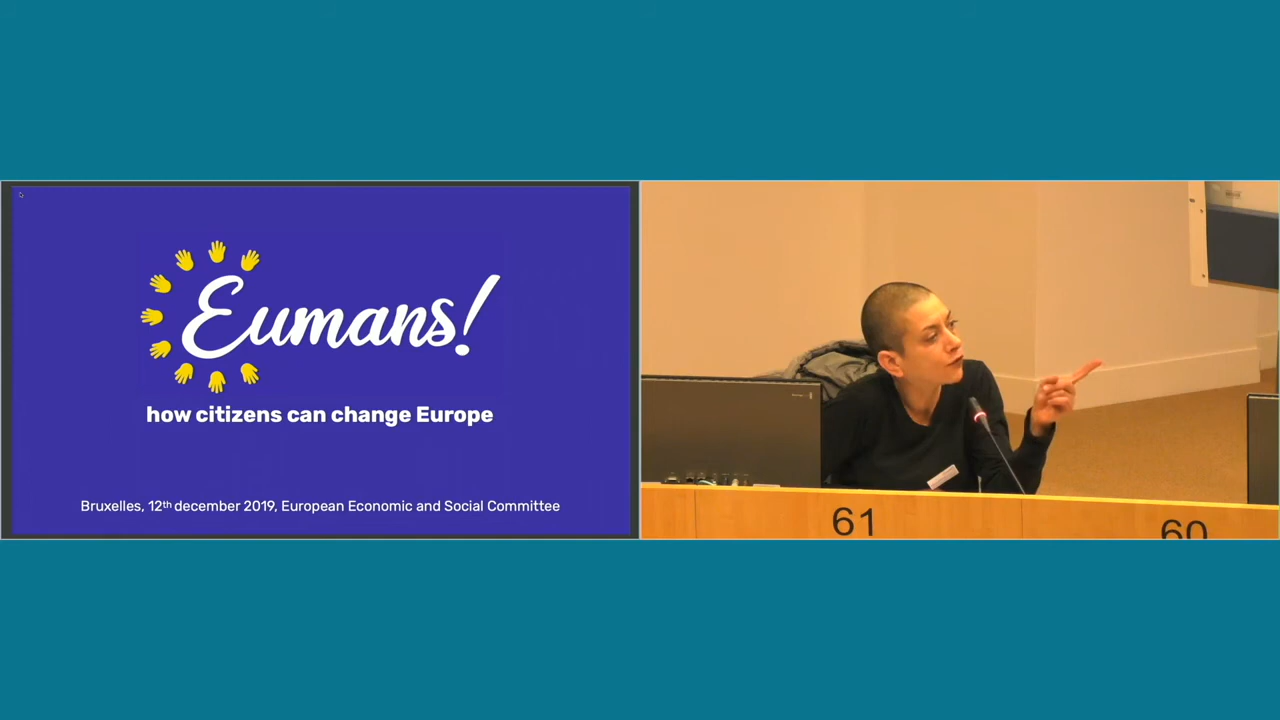 Eumans!
how citizens can change Europe
Bruxelles, 12th december 2019, European Economic and Social Committee
61
60